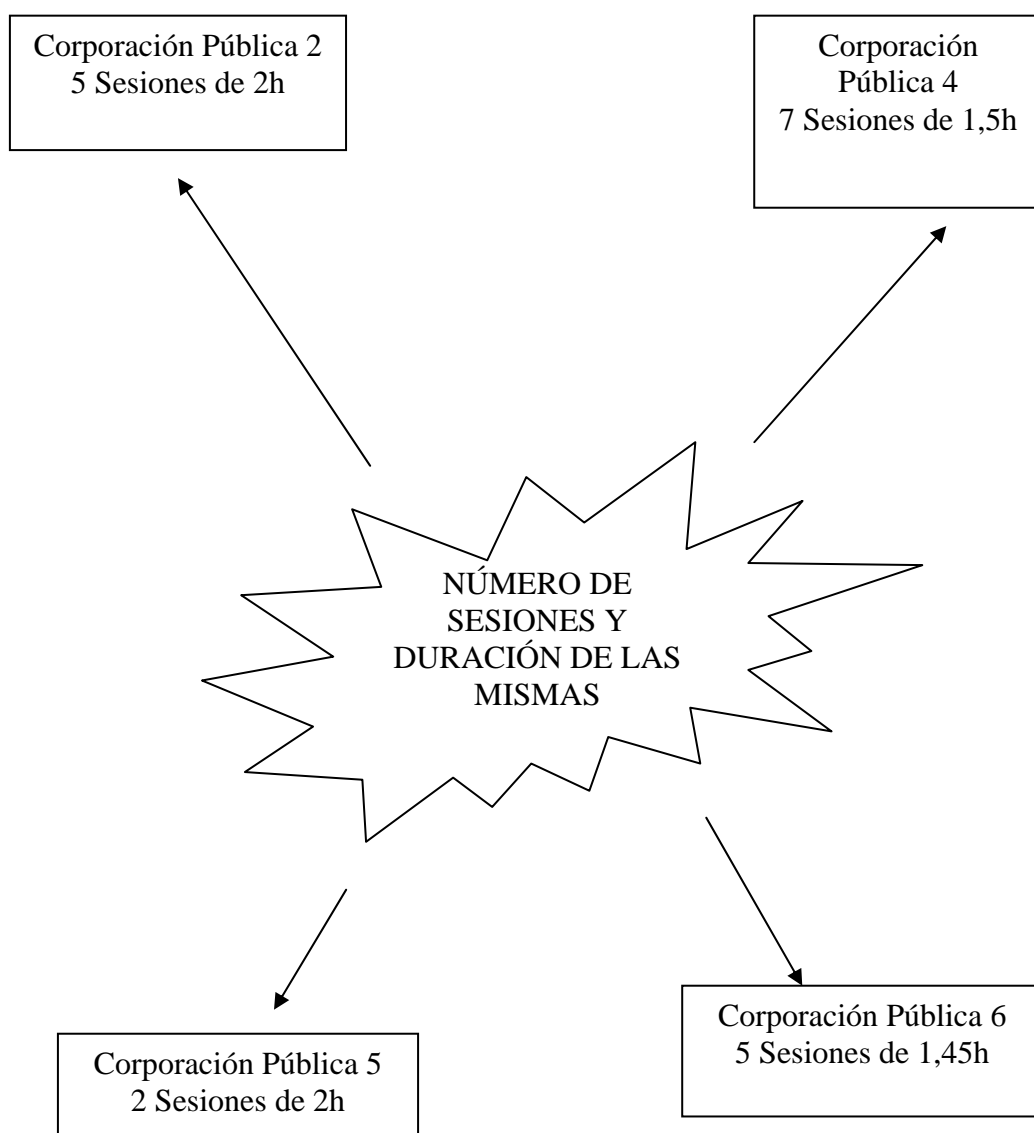 Corporación Pública 2
5 Sesiones de 2h
Corporación
Pública 4
7 Sesiones de 1,5h
NÚMERO DE
SESIONES Y
DURACIÓN DE LAS
MISMAS
Corporación Pública 5
2 Sesiones de 2h
Corporación Pública 6
5 Sesiones de 1,45h